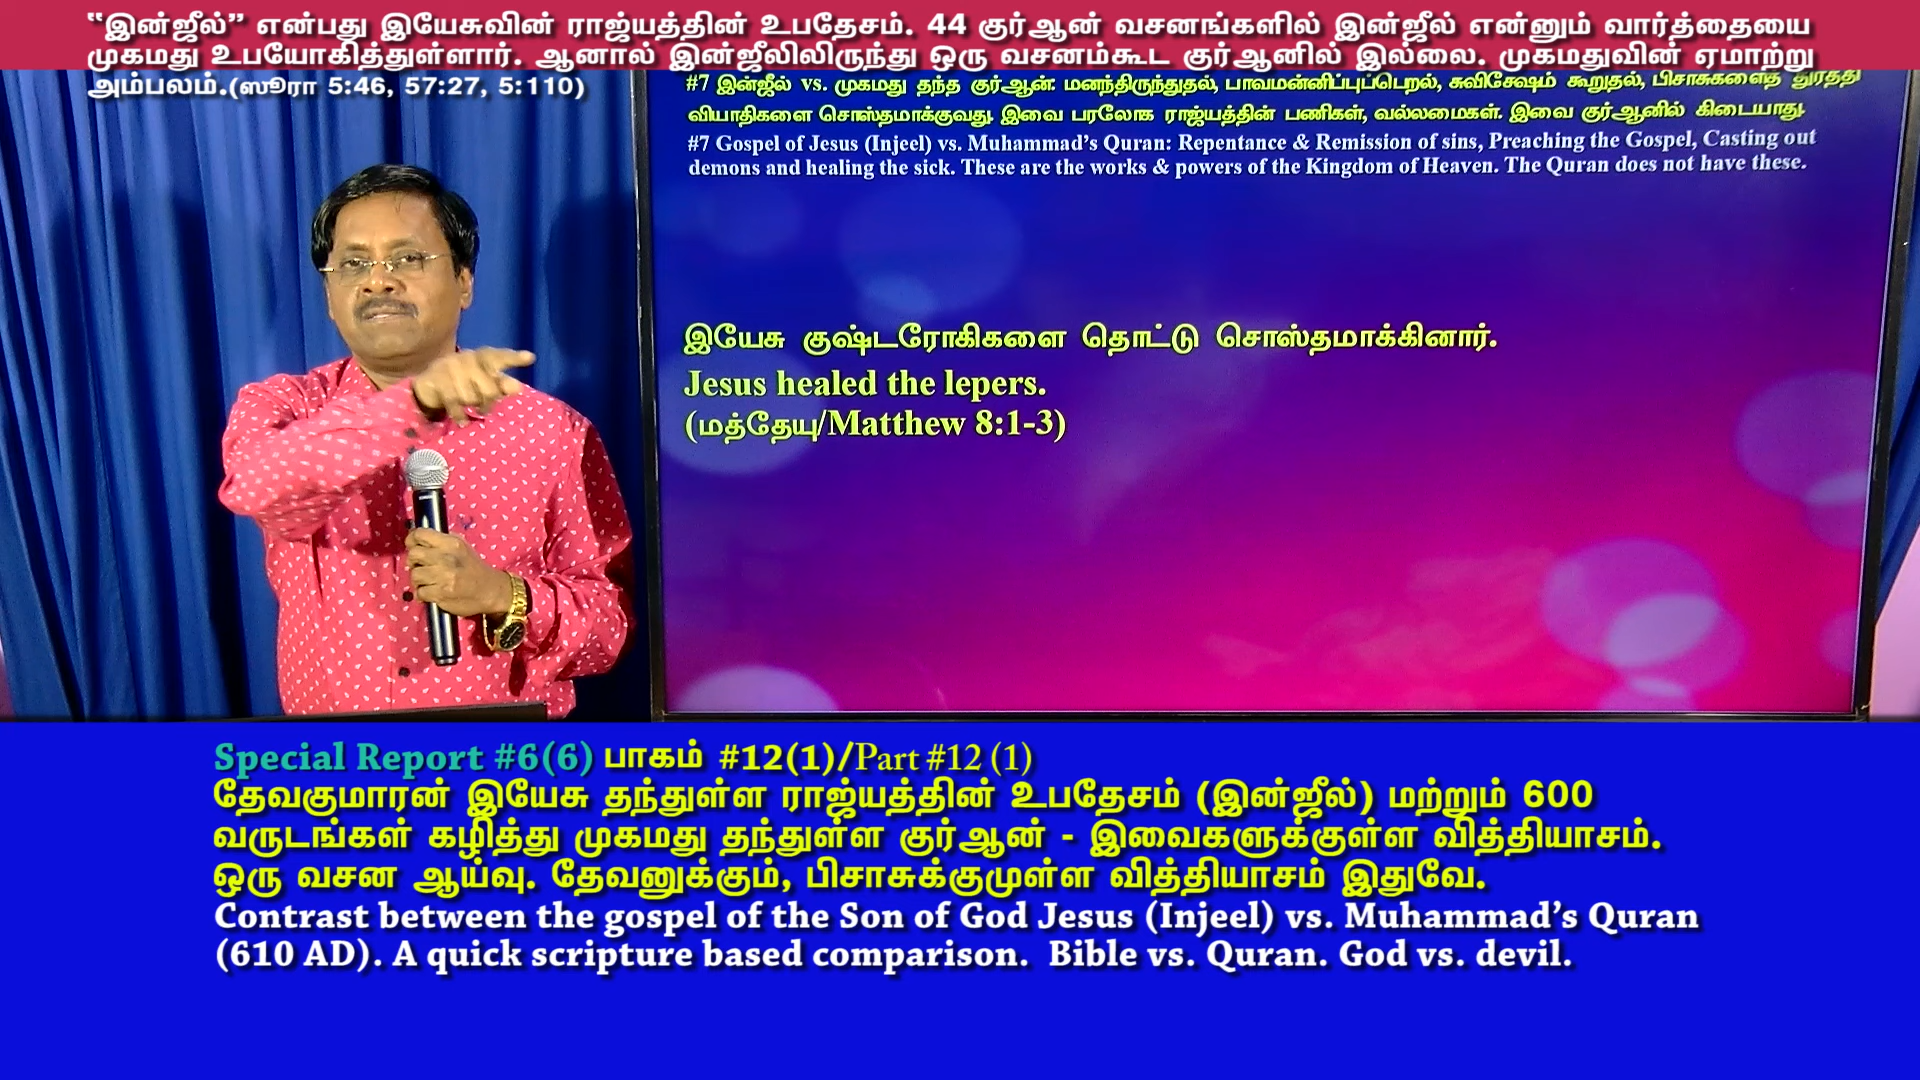 “இன்ஜீல்” என்பது இயேசுவின் ராஜ்யத்தின் உபதேசம். 44 குர்ஆன் வசனங்களில் இன்ஜீல் என்னும் வார்த்தையை
முகமது உபயோகித்துள்ளார். ஆனால் இன்ஜீலிலிருந்து ஒரு வசனம்கூட குர்ஆனில் இல்லை. முகமதுவின் ஏமாற்று
அம்பலம்.(ஸூரா 5:46, 57:27, 5:110)
#7 இன்ஜீல் vs. முகமது தந்த குர்ஆன்: மனந்திருந்துதல், பாவமன்னிப்புப்பெறல், சுவிசேஷம் கூறுதல், பிசாசுகளைத் துரத்தி
வியாதிகளை சொஸ்தமாக்குவது. இவை பரலோக ராஜ்யத்தின் பணிகள், வல்லமைகள். இவை குர்ஆனில் கிடையாது.
#7 Gospel of Jesus (Injeel) vs. Muhammad’s Quran: Repentance & Remission of sins, Preaching the Gospel, Casting out
demons and healing the sick. These are the works & powers of the Kingdom of Heaven. The Quran does not have these.
இயேசு குஷ்டரோகிகளை தொட்டு சொஸ்தமாக்கினார்.
Jesus healed the lepers.
(மத்தேயு/Matthew 8:1-3)
Special Report #6(6) பாகம் #12(1)/Part #12 (1)
தேவகுமாரன் இயேசு தந்துள்ள ராஜ்யத்தின் உபதேசம் (இன்ஜீல்) மற்றும் 600
வருடங்கள் கழித்து முகமது தந்துள்ள குர்ஆன் - இவைகளுக்குள்ள வித்தியாசம்.
ஒரு வசன ஆய்வு. தேவனுக்கும், பிசாசுக்குமுள்ள வித்தியாசம் இதுவே.
Contrast between the gospel of the Son of God Jesus (Injeel) vs. Muhammad’s Quran
(610 AD). A quick scripture based comparison. Bible vs. Quran. God vs. devil.